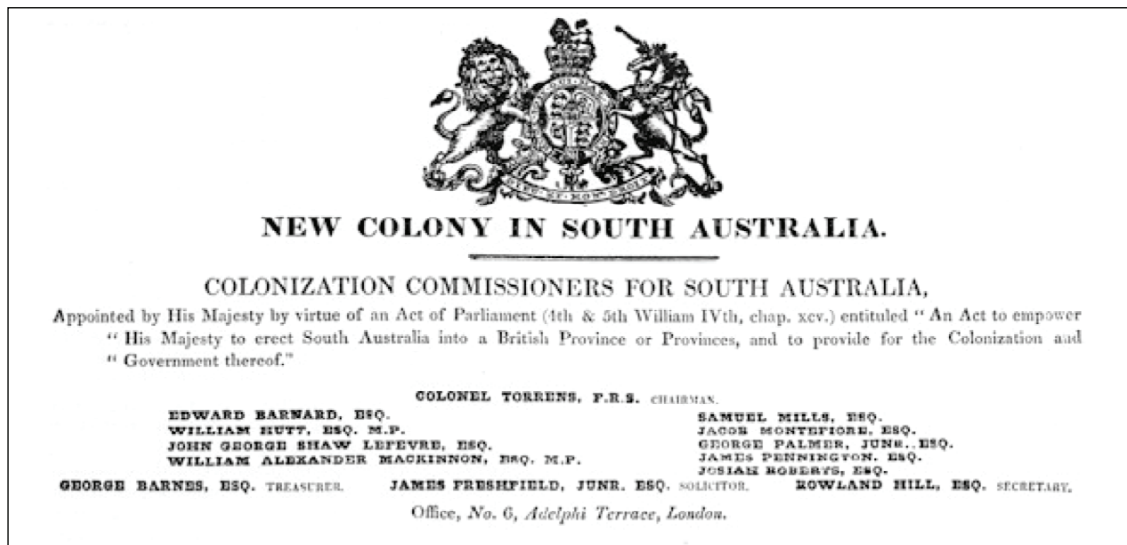 NEW COLONY IN SOUTH AUSTRALIA.
COLONIZATION COMMISSIONERS FOR SOUTH AUSTRALIA,
Appointed by His Majesty by virtue of an Act of Parliament (4th & 5th William IVth, chap. xcv.) entituled “ An Act to empower
“ His Majesty to erect South Australia into a British Province or Provinces, and to provide for the Colonization and
“ Government thereof.”
COLONEL TORRENS, F.R.S. CHAIRMAN.
EDWARD BARNARD, ESQ.
WILLIAM HUTT, ESQ. M.P.
JOHN GEORGE SHAW LEFEVRE, ESQ.
WILLIAM ALEXANDER MACKINNON, ESQ. M.P.
SAMUEL MILLS, ESQ.
JACOB MONTEFIORE, ESQ.
GEORGE PALMER, JUNR., ESQ.
JAMES PENNINGTON, ESQ.
JOSIAH ROBERTS, ESQ.
GEORGE BARNES, ESQ. TREASURER. JAMES FRESHFIELD, JUNR. ESQ. SOLICITOR. ROWLAND HILL, ESQ. SECRETARY.
Office, No. 6, Adelphi Terrace, London.